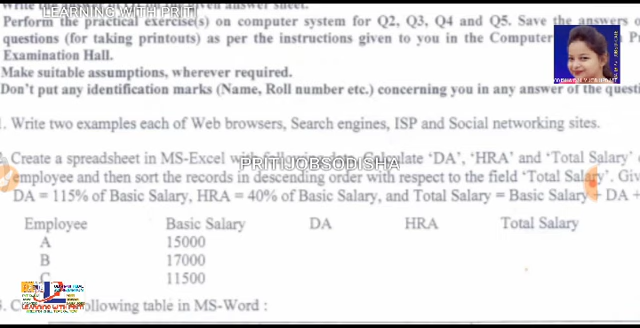 Write the
given answer sheet.
LEARNING WITH PRITI
Perform the practical exercise(s) on computer system for Q2, Q3, Q4 and Q5. Save the answers
questions (for taking printouts) as per the instructions given to you in the Computer
Examination Hall.
Make suitable assumptions, wherever required.
Don't put any identification marks (Name, Roll number etc.) concerning you in any answer of the
1. Write two examples each of Web browsers, Search engines, ISP and Social networking sites.
Create a spreadsheet in MS-Excel Calculate 'DA', 'HRA' and 'Total Salary'
PRITIJOBSODISHA
employee and then sort the records in descending order with respect to the field 'Total Salary'.
DA = 115% of Basic Salary, HRA = 40% of Basic Salary, and Total Salary = Basic Salary + DA
Employee Basic Salary DA HRA Total Salary
A 15000
B 17000
C 11500
following table in MS-Word :